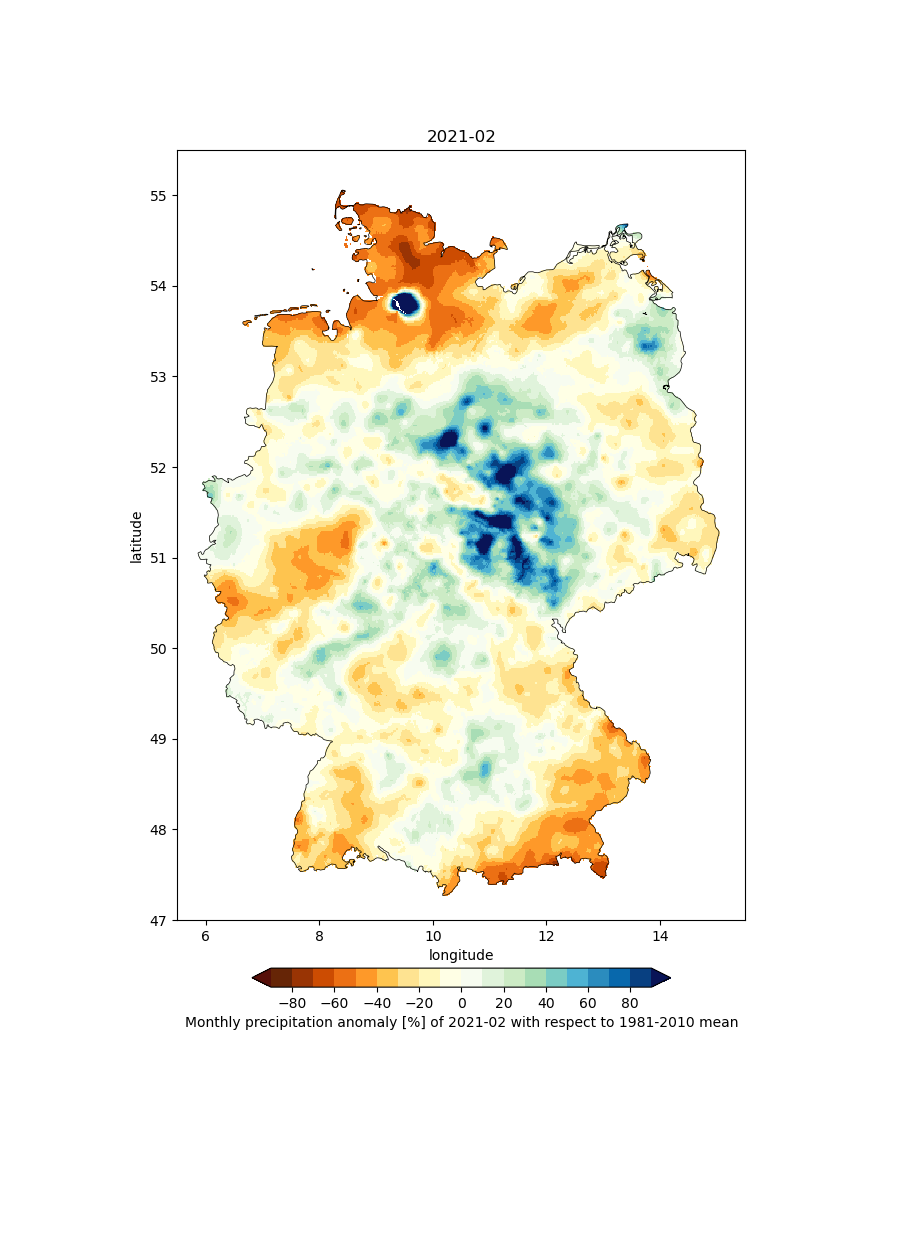 2021-02
55
54
53
52
51
50
49
48
47
latitude
6 8 10 12 14
longitude
−80 −60 −40 −20 0 20 40 60 80
Monthly precipitation anomaly [%] of 2021-02 with respect to 1981-2010 mean